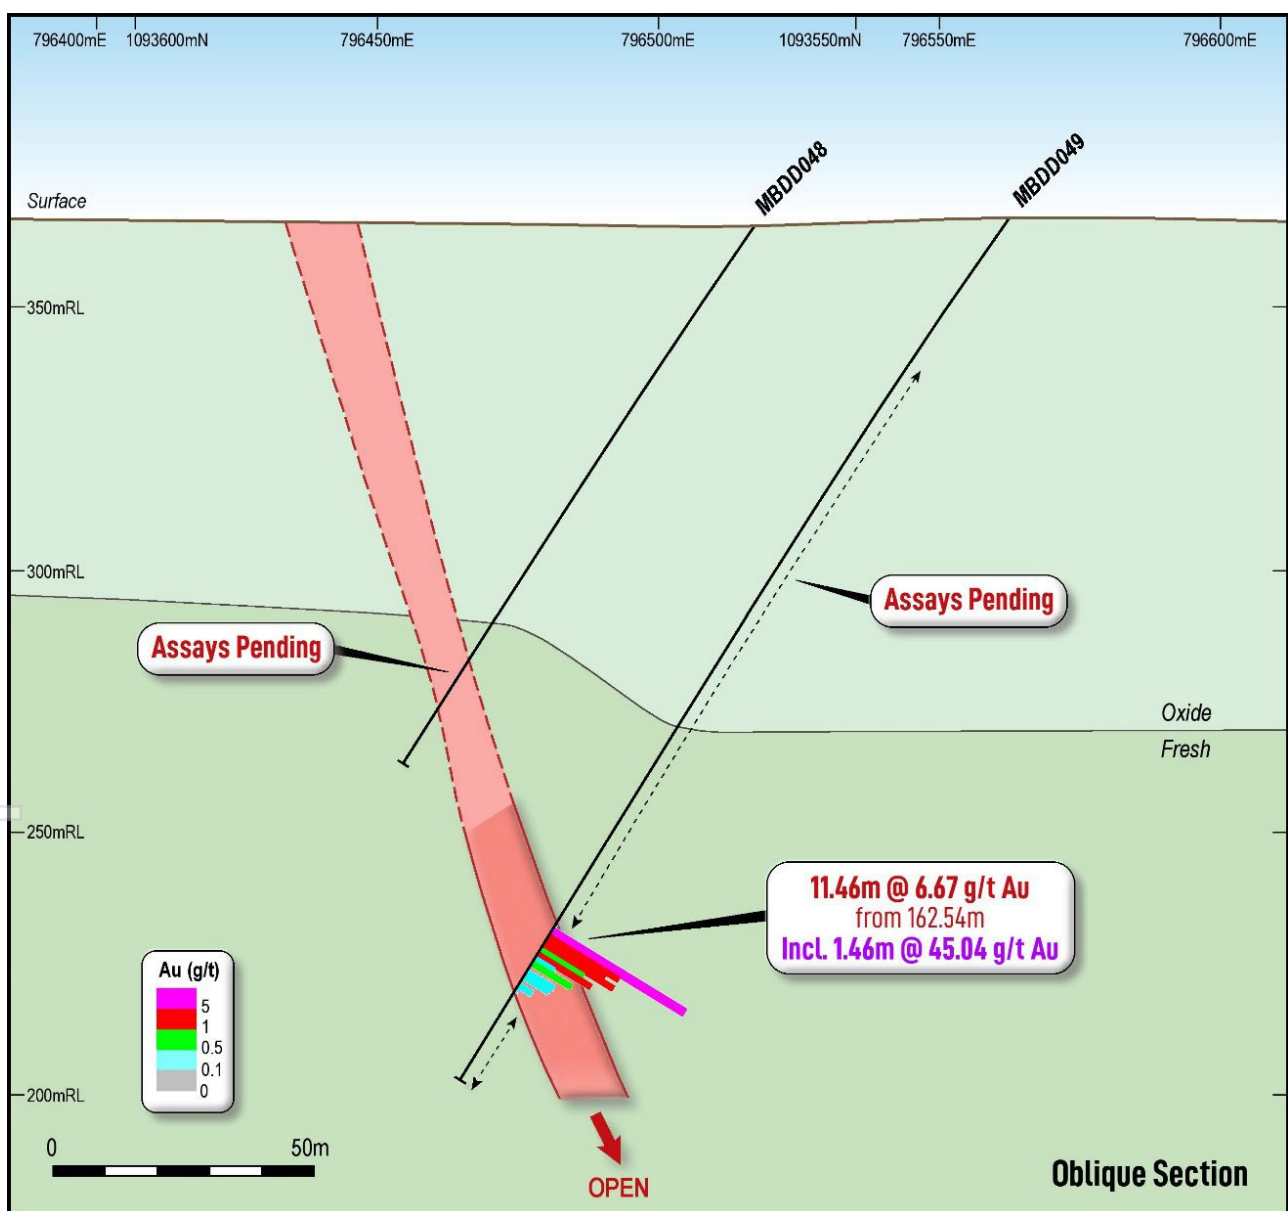 796400mE 1093600mN 796450mE 796500mE 1093550mN 796550mE 796600mE
MBDD048
MBDD049
Surface
350mRL
300mRL
Assays Pending
Assays Pending
Oxide
Fresh
250mRL
11.46m @ 6.67 g/t Au
from 162.54m
Incl. 1.46m @ 45.04 g/t Au
Au (g/t)
5
1
0.5
0.1
0
200mRL
0 50m
OPEN
Oblique Section